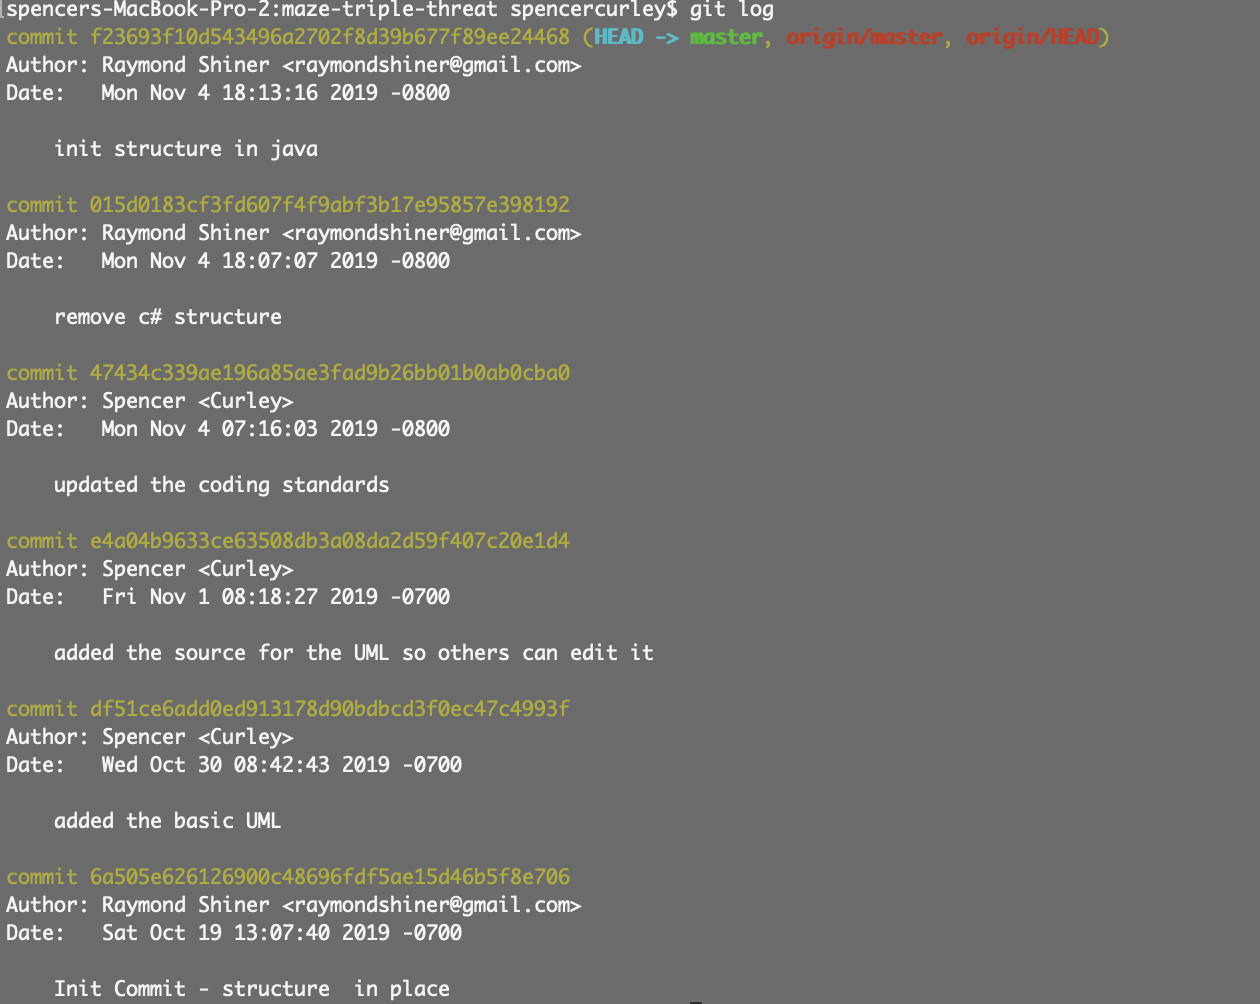 spencers-MacBook-Pro-2:maze-triple-threat spencercurley$ git log
commit f23693f10d543496a2702f8d39b677f89ee24468 (HEAD -> master, origin/master, origin/HEAD)
Author: Raymond Shiner <raymondshiner@gmail.com>
Date:   Mon Nov 4 18:13:16 2019 -0800
    init structure in java
commit 015d0183cf3fd607f4f9abf3b17e95857e398192
Author: Raymond Shiner <raymondshiner@gmail.com>
Date:   Mon Nov 4 18:07:07 2019 -0800
    remove c# structure
commit 47434c339ae196a85ae3fad9b26bb01b0ab0cba0
Author: Spencer <Curley>
Date:   Mon Nov 4 07:16:03 2019 -0800
    updated the coding standards
commit e4a04b9633ce63508db3a08da2d59f407c20e1d4
Author: Spencer <Curley>
Date:   Fri Nov 1 08:18:27 2019 -0700
    added the source for the UML so others can edit it
commit df51ce6add0ed913178d90bdbcd3f0ec47c4993f
Author: Spencer <Curley>
Date:   Wed Oct 30 08:42:43 2019 -0700
    added the basic UML
commit 6a505e626126900c48696fdf5ae15d46b5f8e706
Author: Raymond Shiner <raymondshiner@gmail.com>
Date:   Sat Oct 19 13:07:40 2019 -0700
    Init Commit - structure  in place